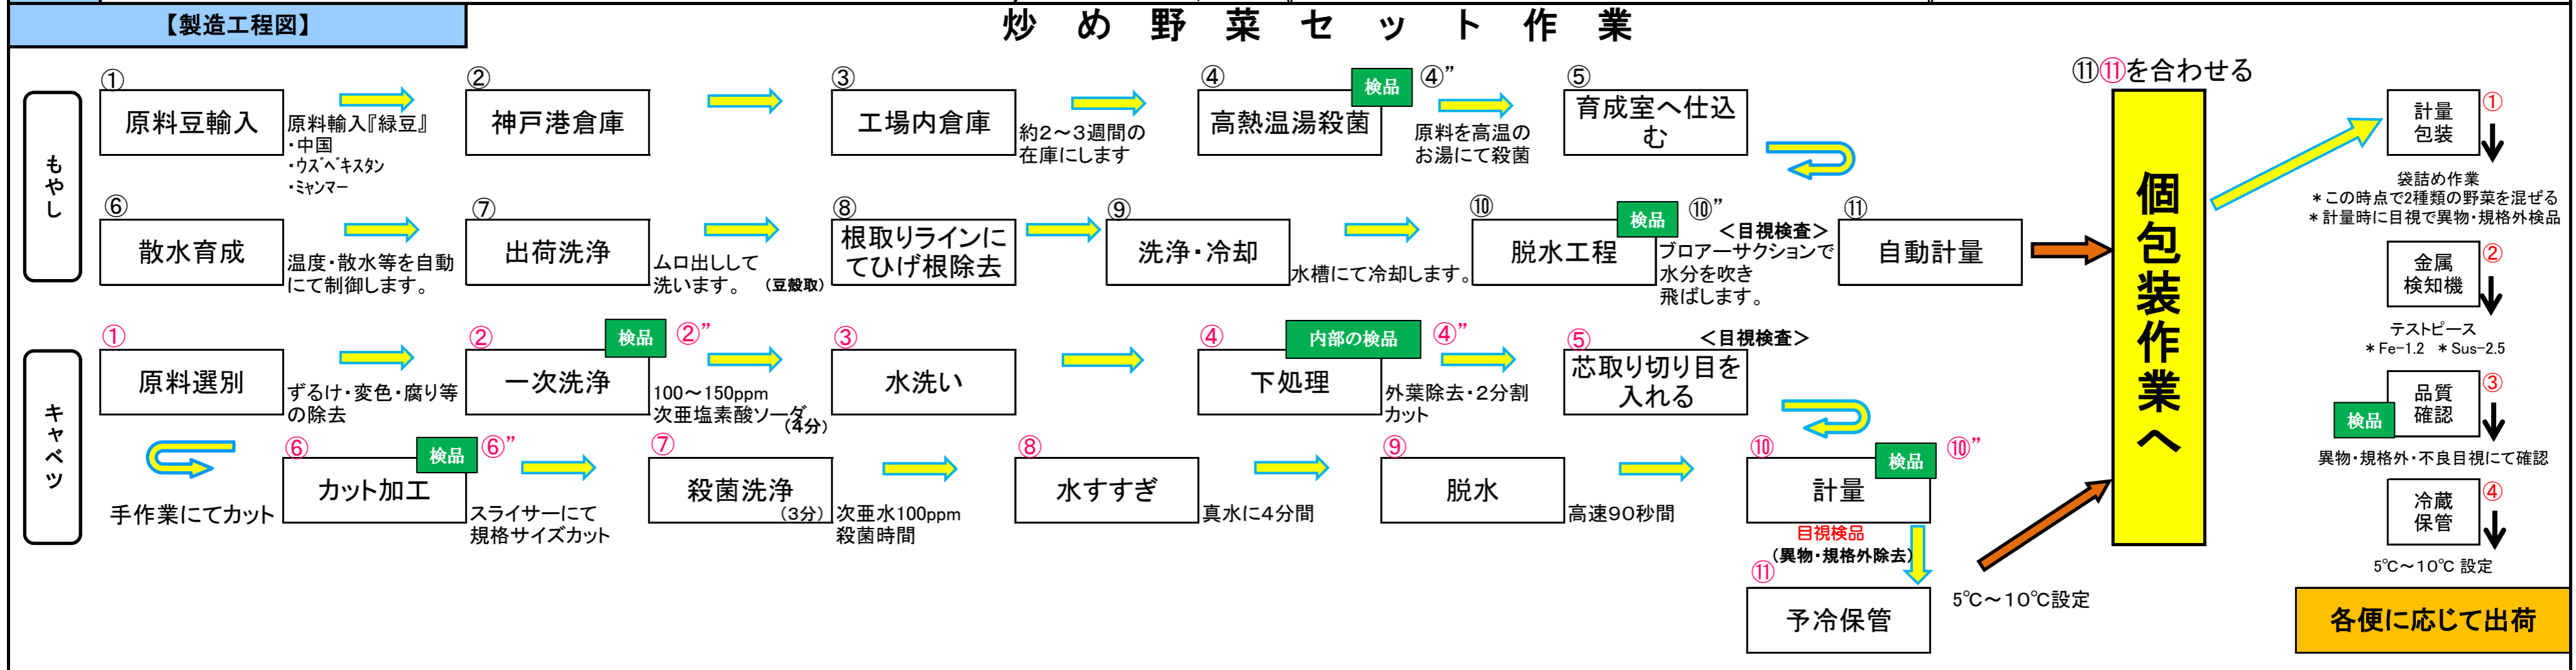 【製造工程図】
炒め野菜セット作業
もやし
①
原料豆輸入
原料輸入『緑豆』
・中国
・ウズベキスタン
・ミャンマー
②
神戸港倉庫
③
工場内倉庫
約2～3週間の
在庫にします
④
高熱温湯殺菌
検品
④”
原料を高温の
お湯にて殺菌
⑤
育成室へ仕込
む
⑥
散水育成
温度・散水等を自動
にて制御します。
⑦
出荷洗浄
ムロ出しして
洗います。
（豆殻取）
⑧
根取りラインに
てひげ根除去
⑨
洗浄・冷却
水槽にて冷却します。
⑩
脱水工程
検品
⑩”
＜目視検査＞
ブロアーサクションで
水分を吹き
飛ばします。
⑪
自動計量
キャベツ
①
原料選別
ずるけ・変色・腐り等
の除去
②
一次洗浄
検品
②”
100～150ppm
次亜塩素酸ソーダ
（4分）
③
水洗い
④
下処理
内部の検品
④”
外葉除去・2分割
カット
⑤
＜目視検査＞
芯取り切り目を
入れる
手作業にてカット
⑥
カット加工
検品
⑥”
スライサーにて
規格サイズカット
⑦
殺菌洗浄
（3分）
次亜水100ppm
殺菌時間
⑧
水すすぎ
真水に4分間
⑨
脱水
高速90秒間
⑩
計量
検品
⑩”
目視検品
（異物・規格外除去）
⑪
予冷保管
5℃～10℃設定
⑪⑪を合わせる
個包装作業へ
①
計量
包装
袋詰め作業
＊この時点で2種類の野菜を混ぜる
＊計量時に目視で異物・規格外検品
②
金属
検知機
テストピース
＊Fe-1.2 ＊Sus-2.5
③
品質
確認
検品
異物・規格外・不良目視にて確認
④
冷蔵
保管
5℃～10℃ 設定
各便に応じて出荷